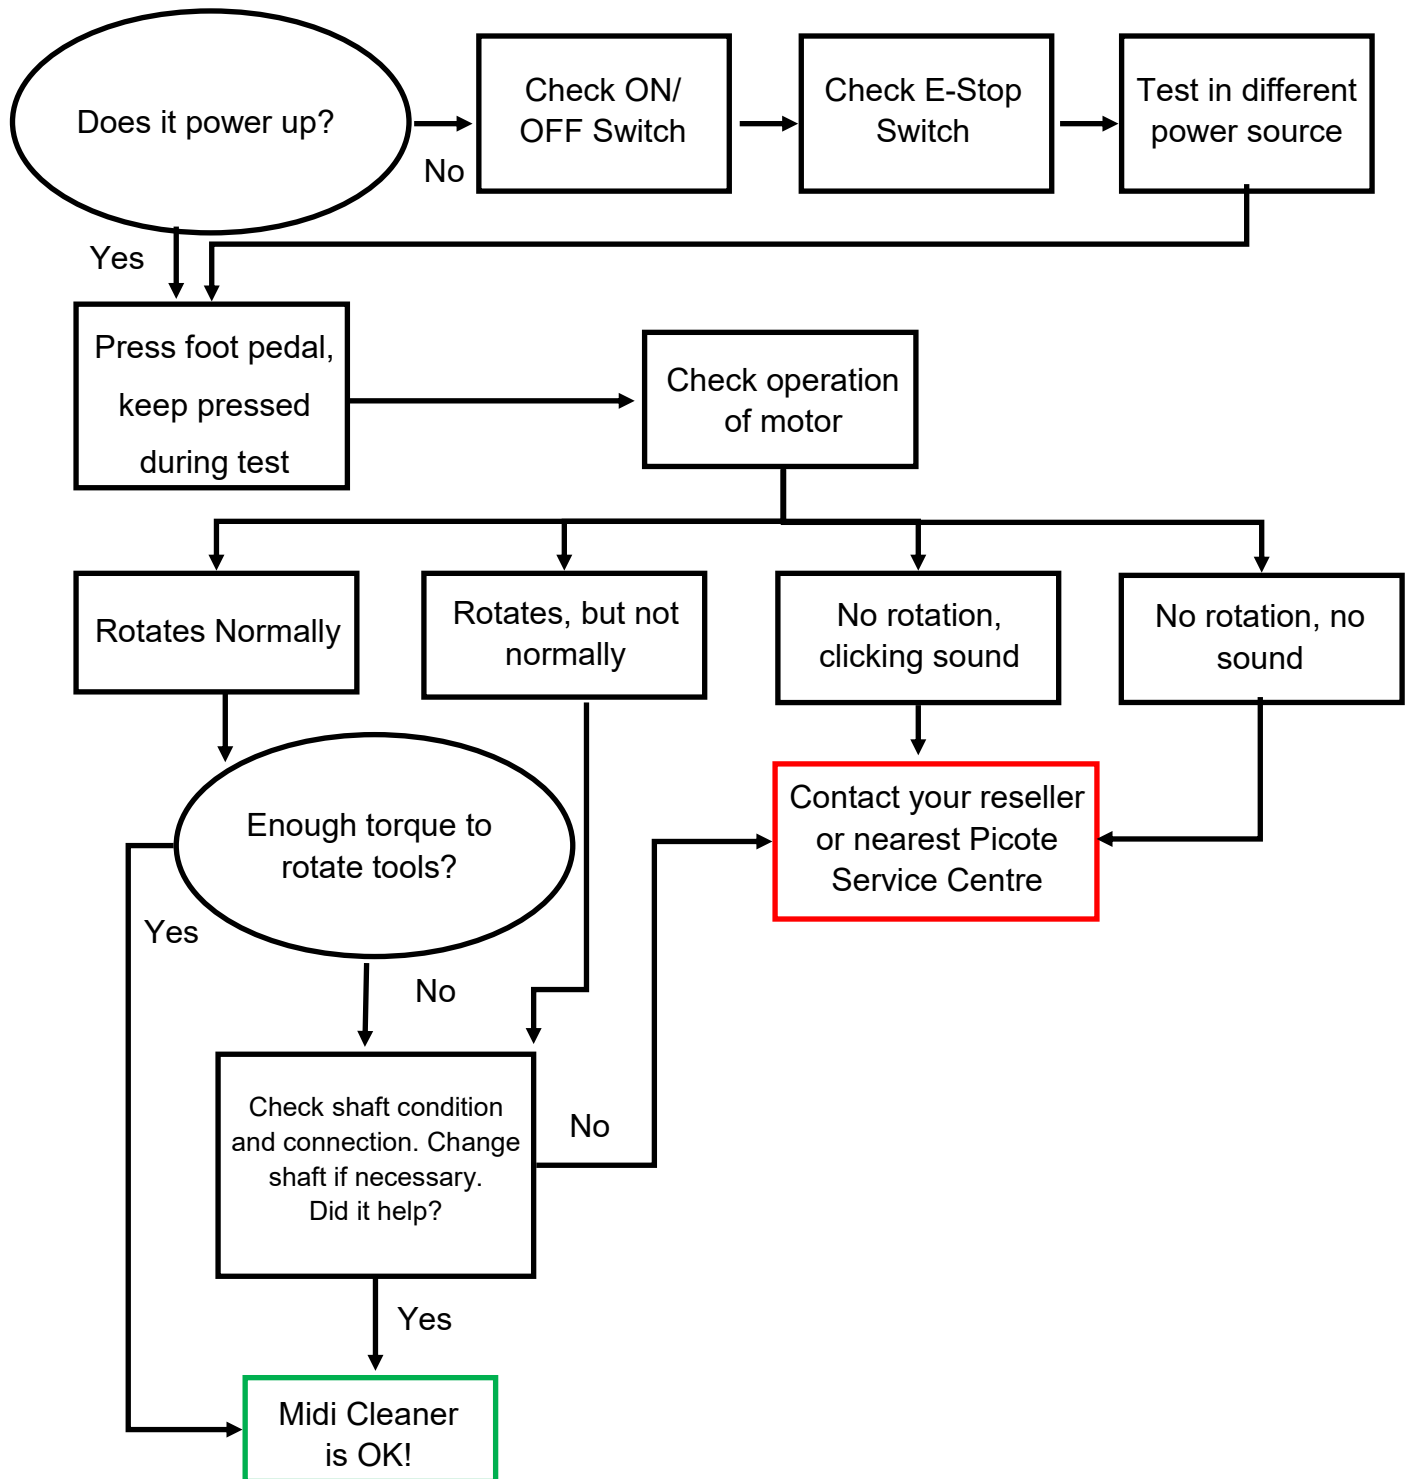 Does it power up?
No
Check ON/
OFF Switch
Check E-Stop
Switch
Test in different
power source
Yes
Press foot pedal,
keep pressed
during test
Check operation
of motor
Rotates Normally
Rotates, but not
normally
No rotation,
clicking sound
No rotation, no
sound
Enough torque to
rotate tools?
Contact your reseller
or nearest Picote
Service Centre
Yes
No
Check shaft condition
and connection. Change
shaft if necessary.
Did it help?
No
Yes
Midi Cleaner
is OK!